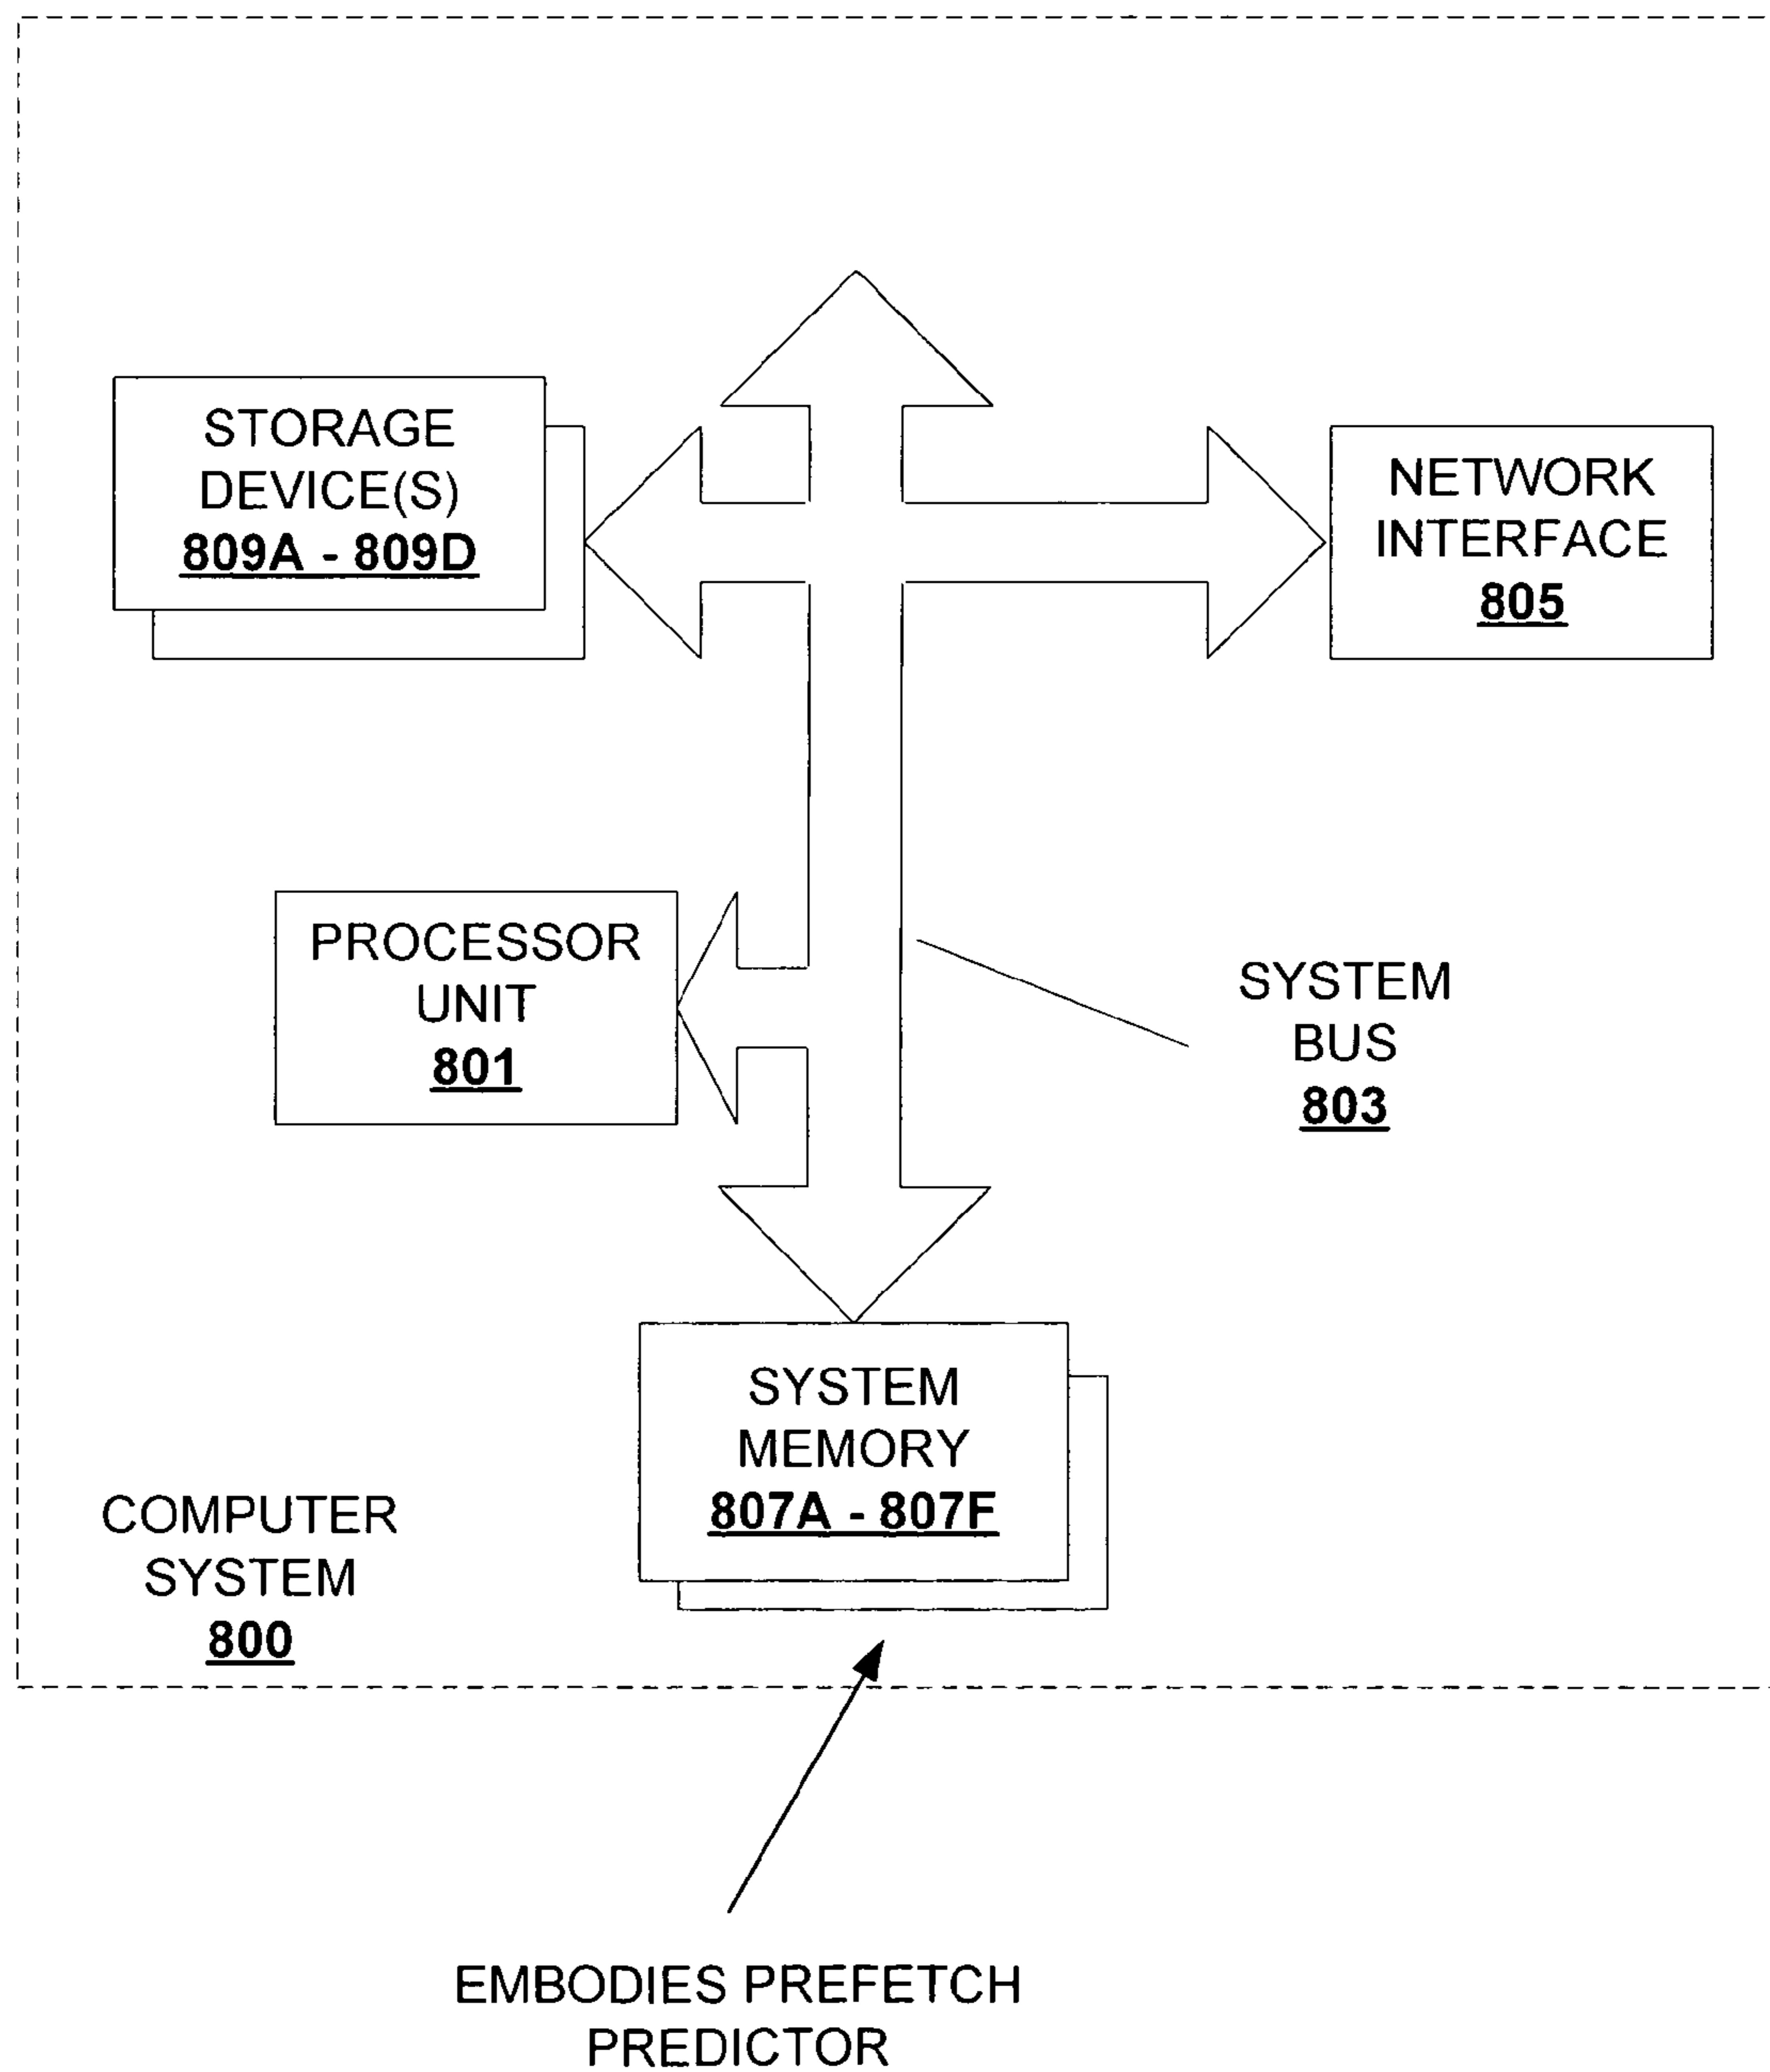 STORAGE
DEVICE(S)
809A - 809D
NETWORK
INTERFACE
805
PROCESSOR
UNIT
801
SYSTEM
BUS
803
SYSTEM
MEMORY
807A - 807F
COMPUTER
SYSTEM
800
EMBODIES PREFETCH
PREDICTOR